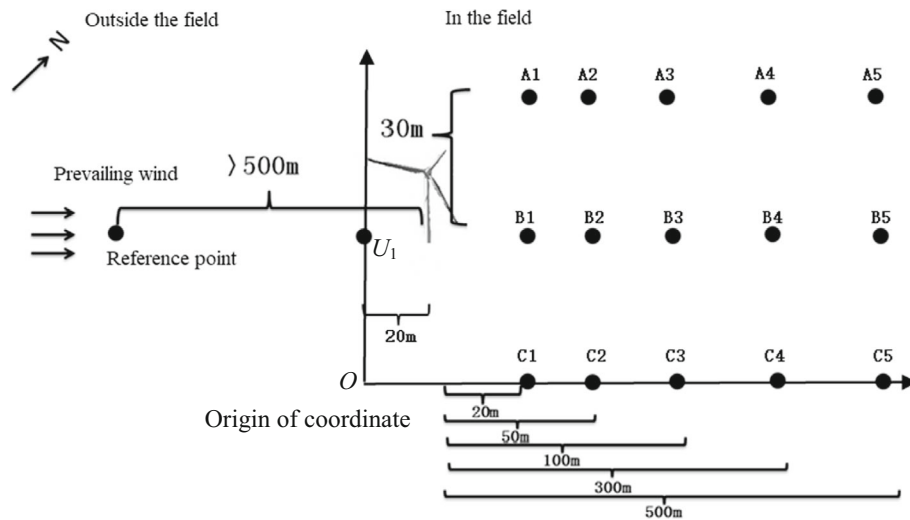 Outside the field
In the field
N
A1 A2 A3 A4 A5
30m
〉500m
Prevailing wind
B1 B2 B3 B4 B5
U1
Reference point
20m
C1 C2 C3 C4 C5
O
Origin of coordinate
20m
50m
100m
300m
500m